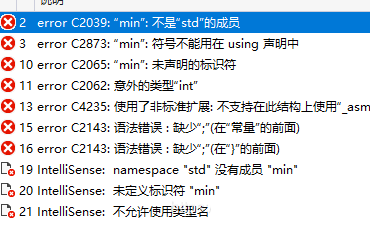 说明
2 error C2039: “min”: 不是“std”的成员
3 error C2873: “min”: 符号不能用在 using 声明中
10 error C2065: “min”: 未声明的标识符
11 error C2062: 意外的类型“int”
13 error C4235: 使用了非标准扩展: 不支持在此结构上使用“_asm
15 error C2143: 语法错误 : 缺少“;”(在“常量”的前面)
16 error C2143: 语法错误 : 缺少“;”(在“}”的前面)
19 IntelliSense: namespace "std" 没有成员 "min"
20 IntelliSense: 未定义标识符 "min"
21 IntelliSense: 不允许使用类型名